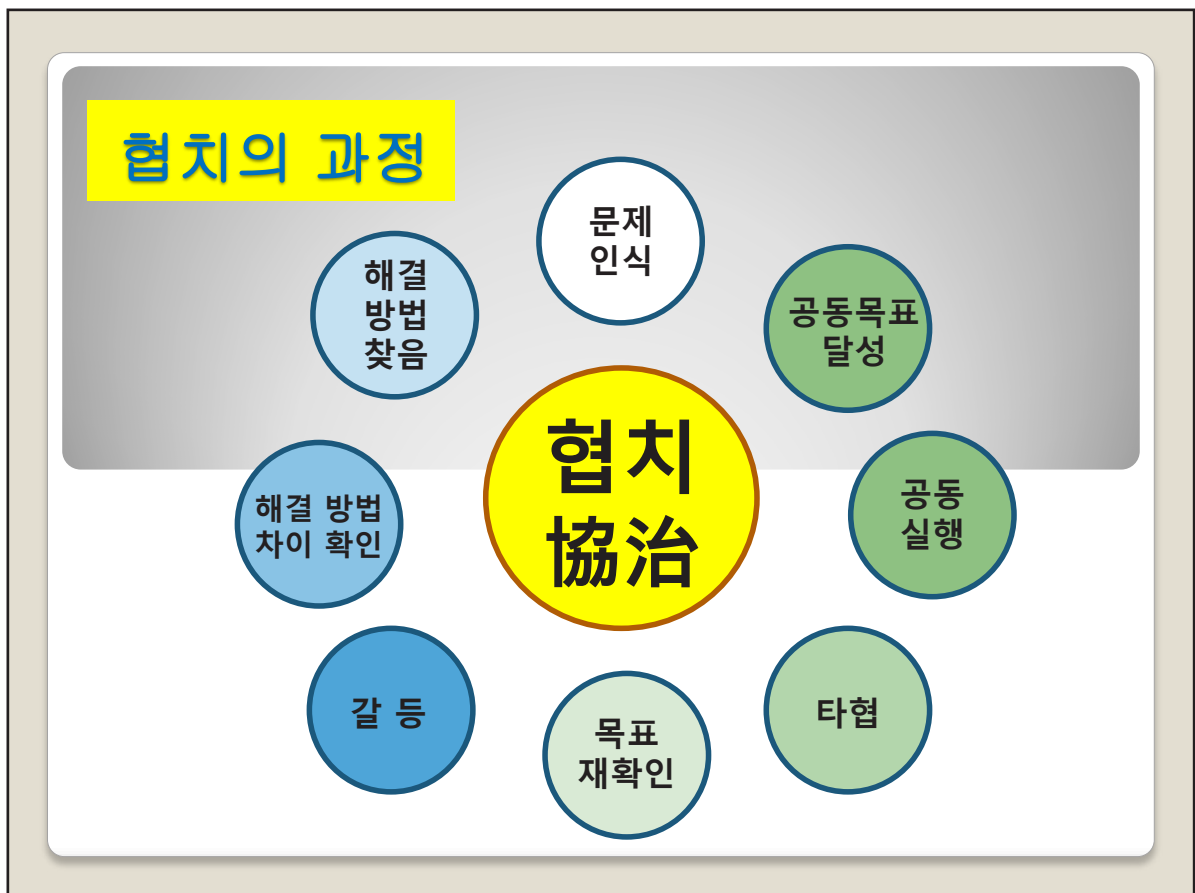 협치의 과정
문제
인식
해결
방법
찾음
해결 방법
차이 확인
갈 등
목표
재확인
타협
공동
실행
공동목표
달성
협치
協治